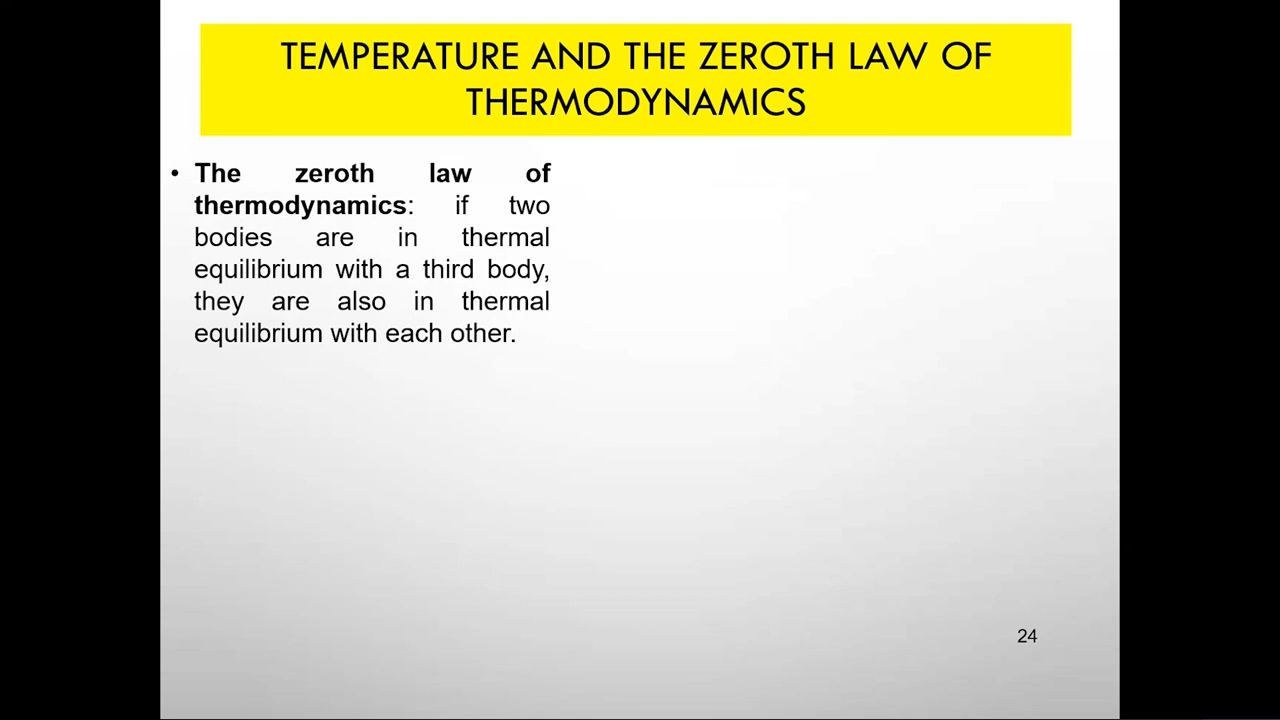 TEMPERATURE AND THE ZEROTH LAW OF
THERMODYNAMICS
• The zeroth law of
thermodynamics: if two
bodies are in thermal
equilibrium with a third body,
they are also in thermal
equilibrium with each other.
24